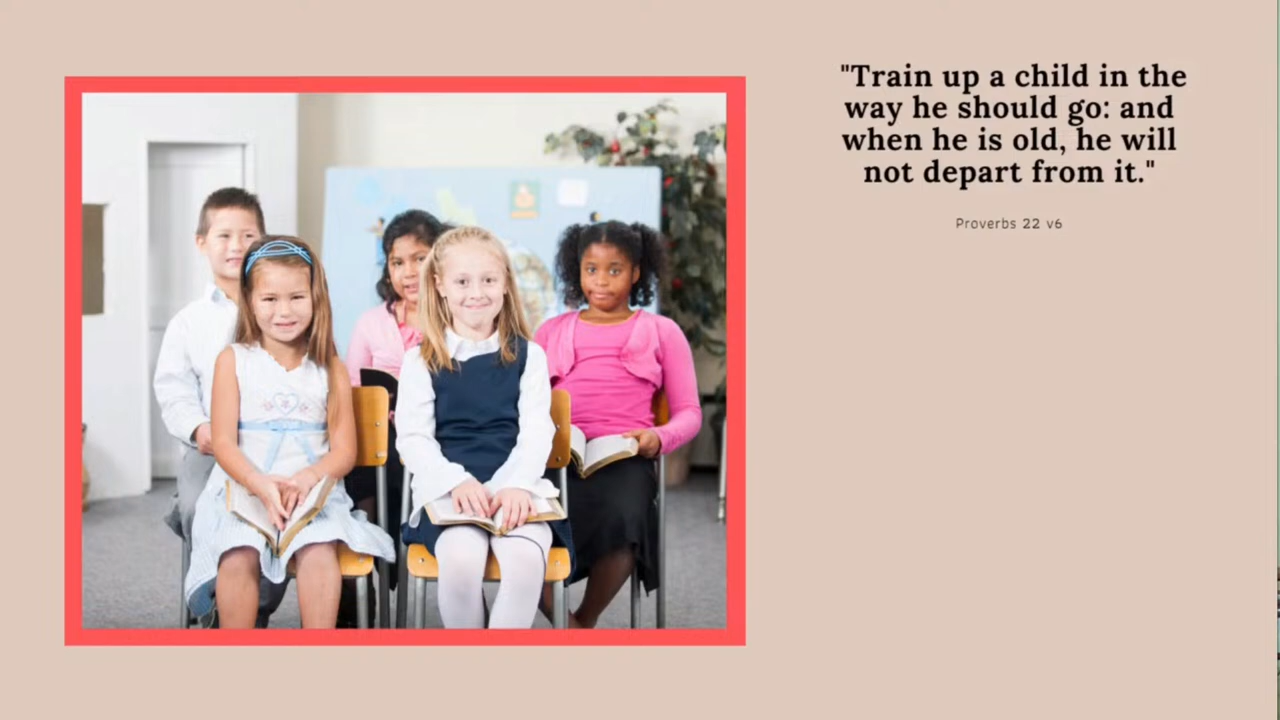 "Train up a child in the
way he should go: and
when he is old, he will
not depart from it."
Proverbs 22 v6